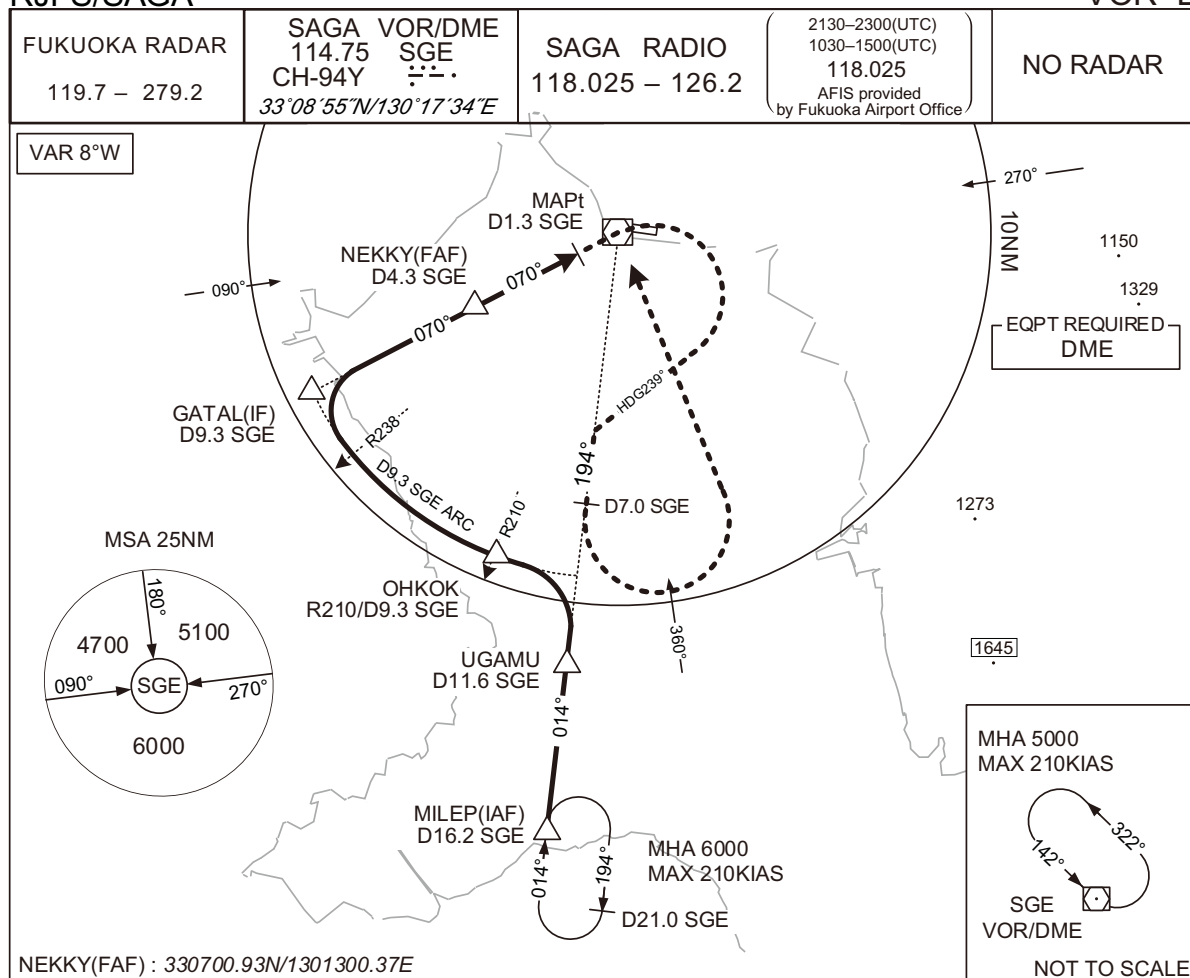 RJFS/SAGA
FUKUOKA RADAR
119.7 – 279.2
SAGA VOR/DME
114.75 SGE
CH-94Y
33°08´55˝N/130°17´34˝E
SAGA RADIO
118.025 – 126.2
2130–2300(UTC)
1030–1500(UTC)
118.025
AFIS provided
by Fukuoka Airport Office
NO RADAR
VAR 8°W
MAPt
D1.3 SGE
270°
10NM
1150
1329
NEKKY(FAF)
D4.3 SGE
070°
090°
070°
EQPT REQUIRED
DME
GATAL(IF)
D9.3 SGE
HDG239°
R238
D9.3 SGE ARC
194°
R210
D7.0 SGE
1273
MSA 25NM
180°
4700
5100
090°
SGE
270°
6000
OHKOK
R210/D9.3 SGE
360°
1645
UGAMU
D11.6 SGE
014°
MILEP(IAF)
D16.2 SGE
014°
194°
MHA 6000
MAX 210KIAS
D21.0 SGE
MHA 5000
MAX 210KIAS
142°
322°
SGE
VOR/DME
NOT TO SCALE
NEKKY(FAF) : 330700.93N/1301300.37E